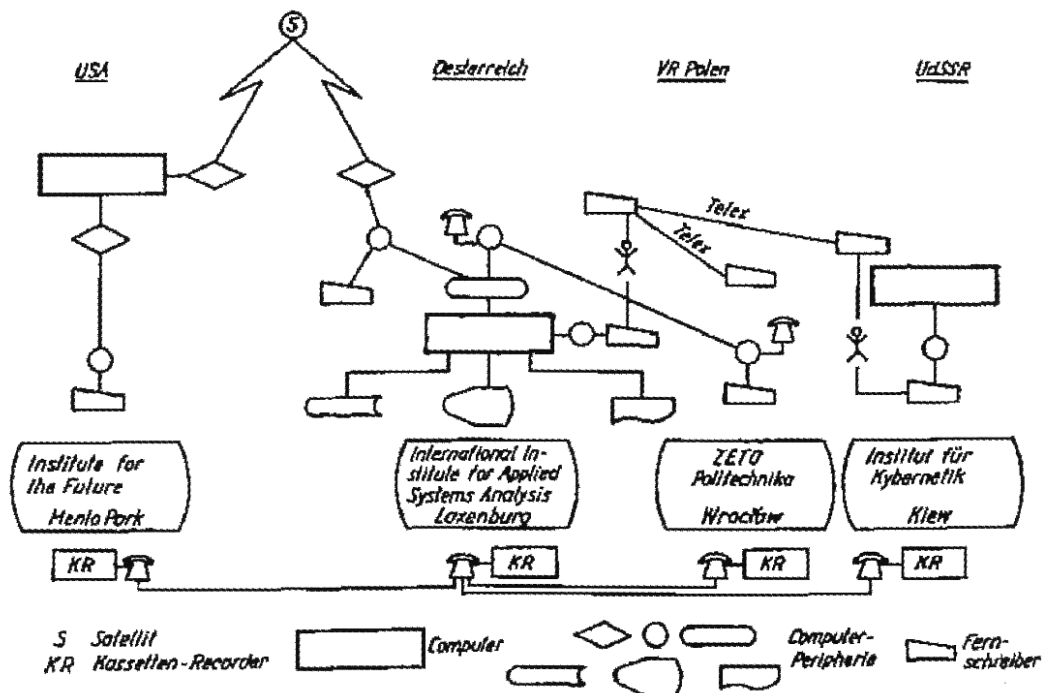 S
USA
Oesterreich
VR Polen
UdSSR
Telex
Telex
Institute for
the Future
Menlo Park
International In-
stitute for Applied
Systems Analysis
Laxenburg
ZETO
Politechnika
Wrocław
Institut für
Kybernetik
Kiew
KR
KR
KR
KR
S Satellit
KR Kassetten-Recorder
Computer
Computer-
Peripherie
Fern-
schreiber